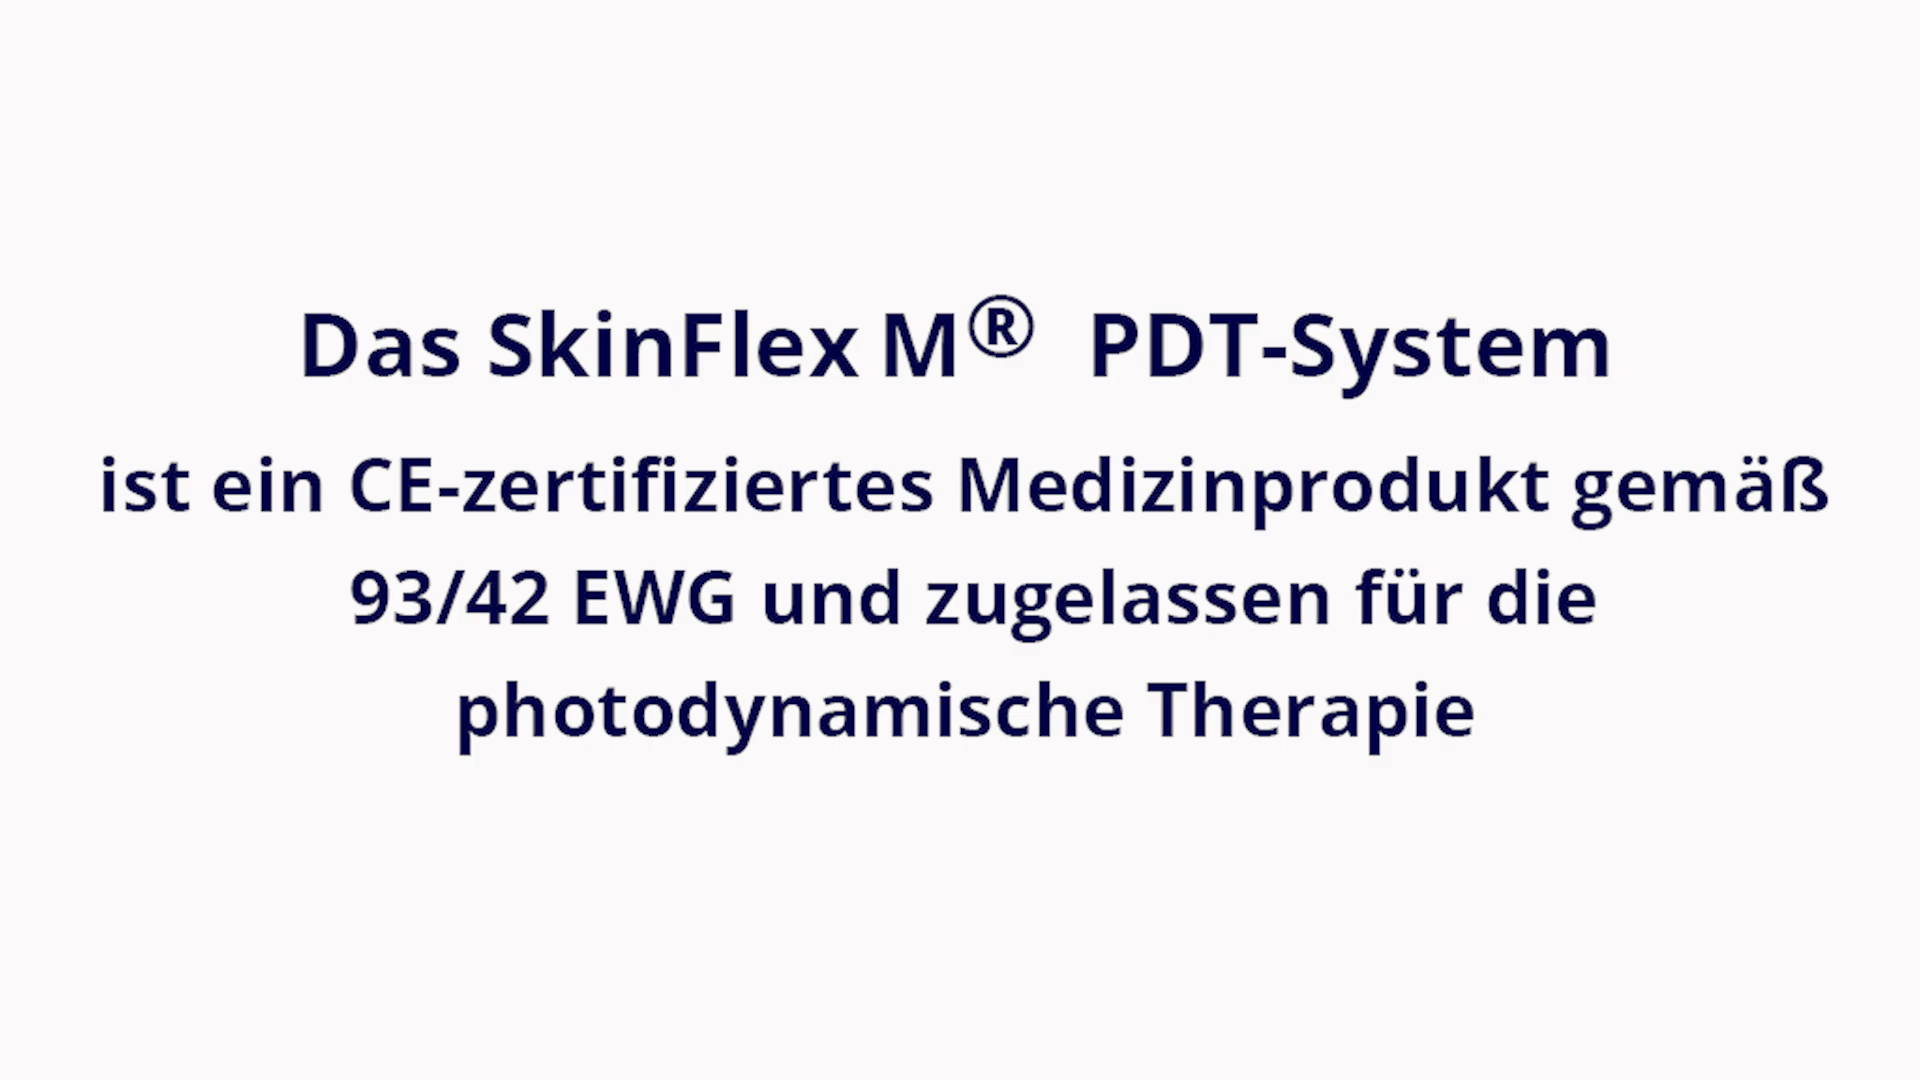 Das SkinFlex M® PDT-System
ist ein CE-zertifiziertes Medizinprodukt gemäß
93/42 EWG und zugelassen für die
photodynamische Therapie